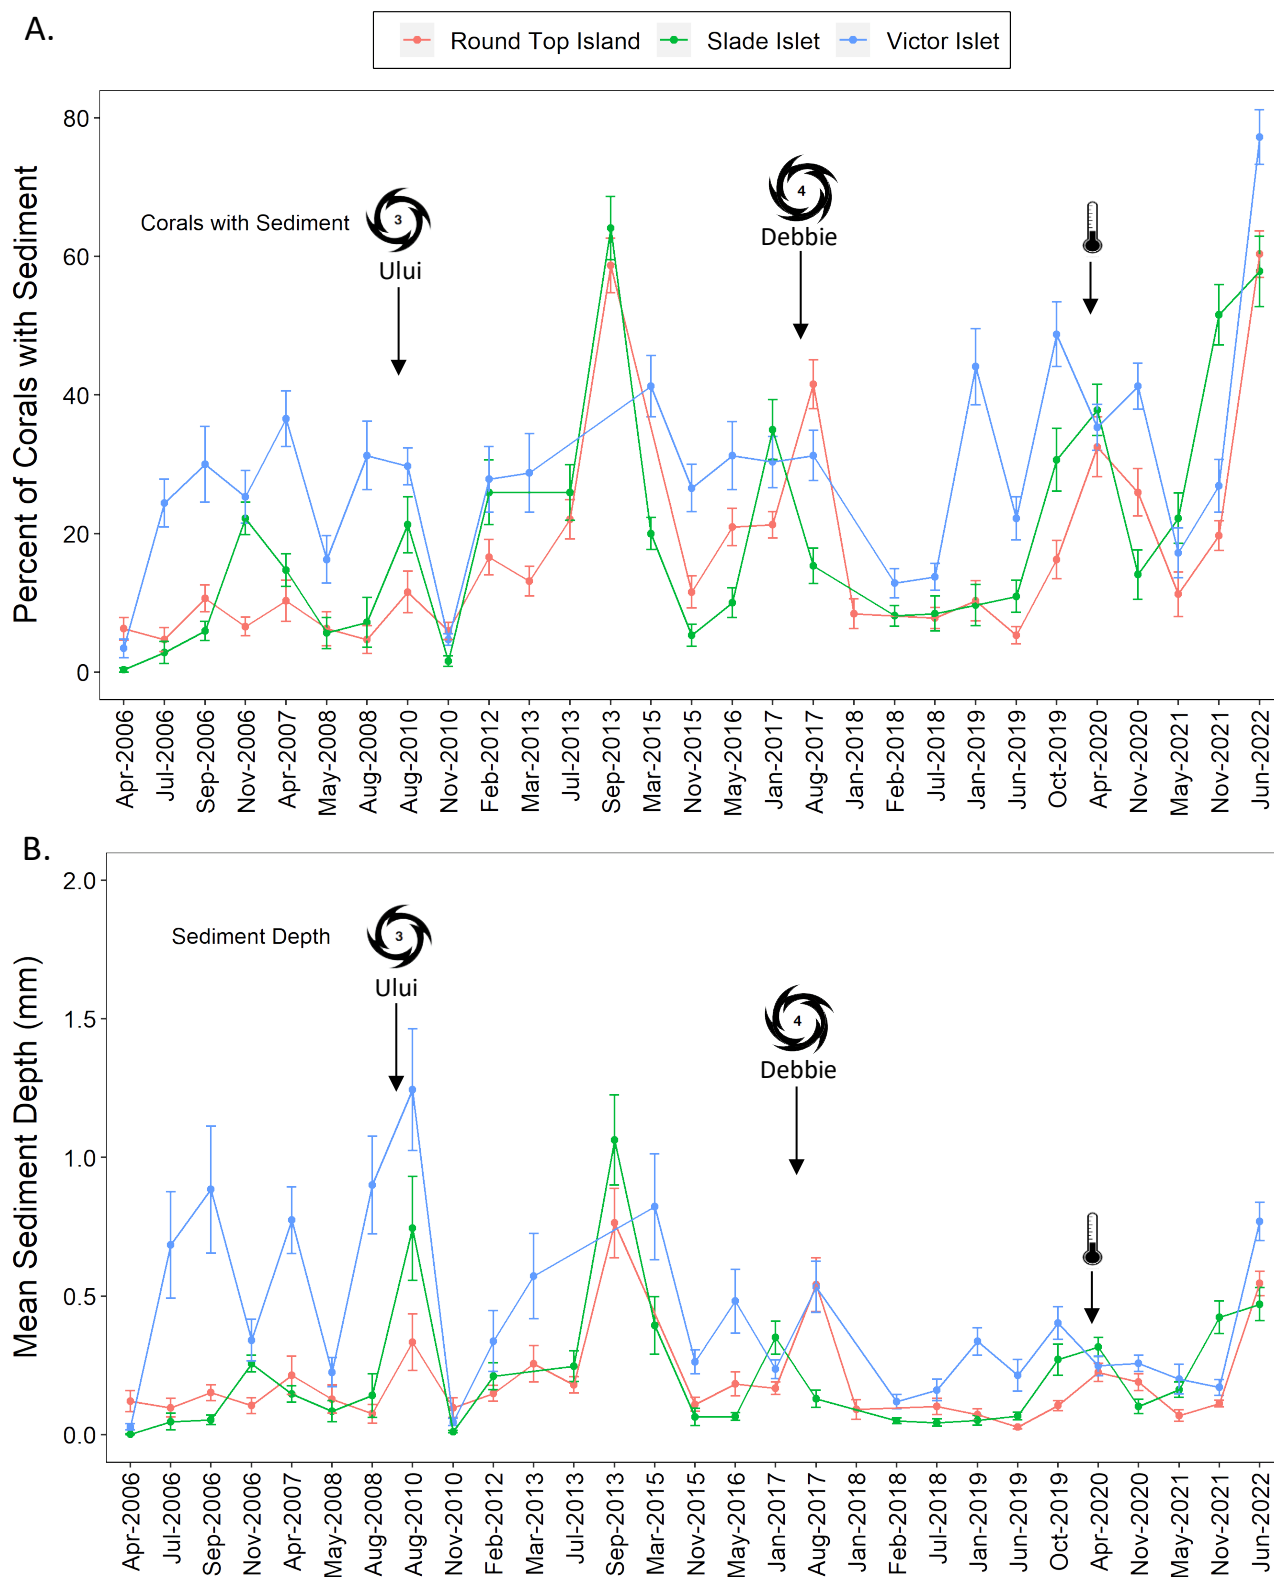 A.
Round Top Island Slade Islet Victor Islet
Percent of Corals with Sediment
80
60
40
20
0
Corals with Sediment
3
Ului
4
Debbie
Apr-2006
Jul-2006
Sep-2006
Nov-2006
Apr-2007
May-2008
Aug-2008
Aug-2010
Nov-2010
Feb-2012
Mar-2013
Jul-2013
Sep-2013
Mar-2015
Nov-2015
May-2016
Jan-2017
Aug-2017
Jan-2018
Feb-2018
Jul-2018
Jan-2019
Jun-2019
Oct-2019
Apr-2020
Nov-2020
May-2021
Nov-2021
Jun-2022
B.
Mean Sediment Depth (mm)
2.0
1.5
1.0
0.5
0.0
Sediment Depth
3
Ului
4
Debbie
Apr-2006
Jul-2006
Sep-2006
Nov-2006
Apr-2007
May-2008
Aug-2008
Aug-2010
Nov-2010
Feb-2012
Mar-2013
Jul-2013
Sep-2013
Mar-2015
Nov-2015
May-2016
Jan-2017
Aug-2017
Jan-2018
Feb-2018
Jul-2018
Jan-2019
Jun-2019
Oct-2019
Apr-2020
Nov-2020
May-2021
Nov-2021
Jun-2022